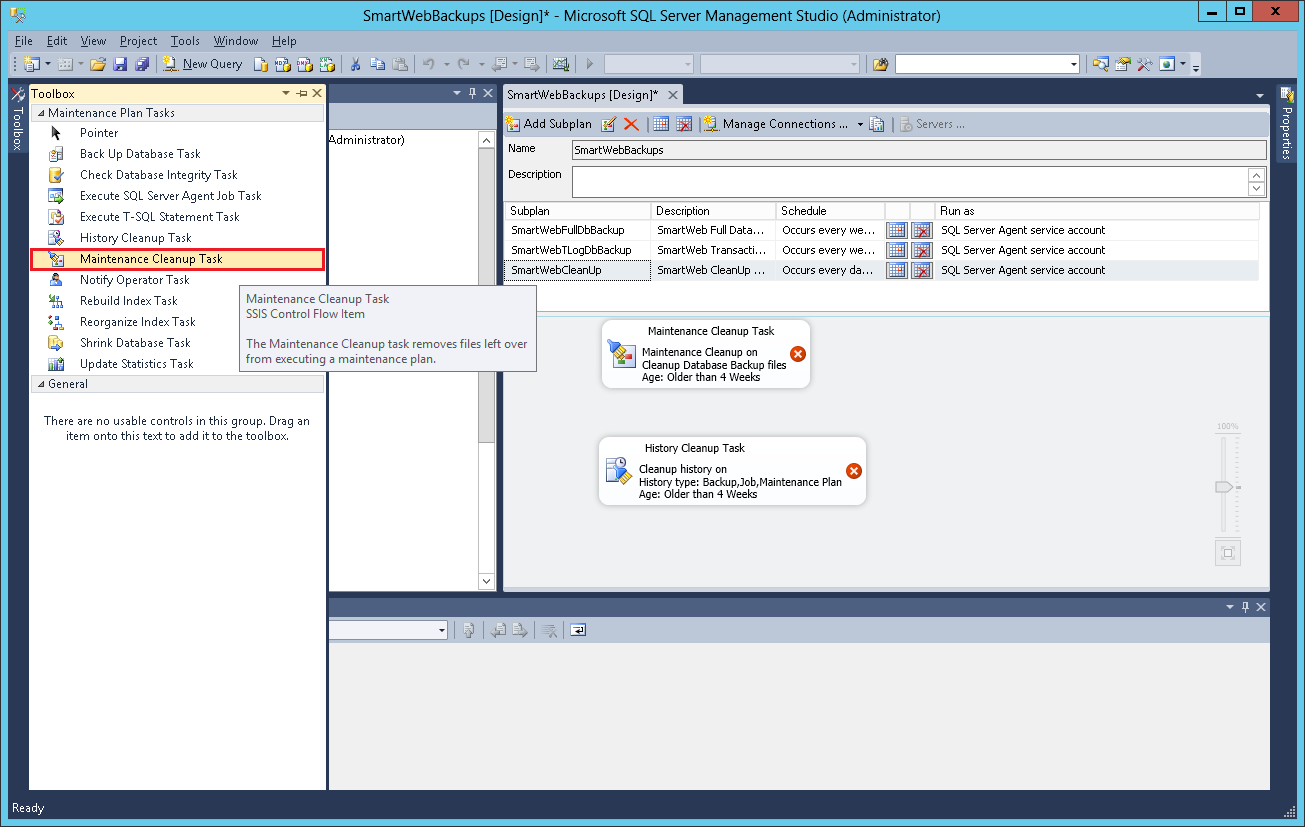 SmartWebBackups [Design]* - Microsoft SQL Server Management Studio (Administrator)
File Edit View Project Tools Window Help
New Query
Toolbox
Toolbox
Maintenance Plan Tasks
Pointer
Back Up Database Task
Check Database Integrity Task
Execute SQL Server Agent Job Task
Execute T-SQL Statement Task
History Cleanup Task
Maintenance Cleanup Task
Notify Operator Task
Rebuild Index Task
Reorganize Index Task
Shrink Database Task
Update Statistics Task
General
There are no usable controls in this group. Drag an
item onto this text to add it to the toolbox.
Maintenance Cleanup Task
SSIS Control Flow Item
The Maintenance Cleanup task removes files left over
from executing a maintenance plan.
Administrator)
SmartWebBackups [Design]*
Add Subplan Manage Connections ... Servers ...
Name SmartWebBackups
Description
Subplan Description Schedule Run as
SmartWebFullDbBackup SmartWeb Full Data... Occurs every we... SQL Server Agent service account
SmartWebTLogDbBackup SmartWeb Transacti... Occurs every we... SQL Server Agent service account
SmartWebCleanUp SmartWeb CleanUp ... Occurs every da... SQL Server Agent service account
Maintenance Cleanup Task
Maintenance Cleanup on
Cleanup Database Backup files
Age: Older than 4 Weeks
History Cleanup Task
Cleanup history on
History type: Backup,Job,Maintenance Plan
Age: Older than 4 Weeks
100%
Properties
Ready